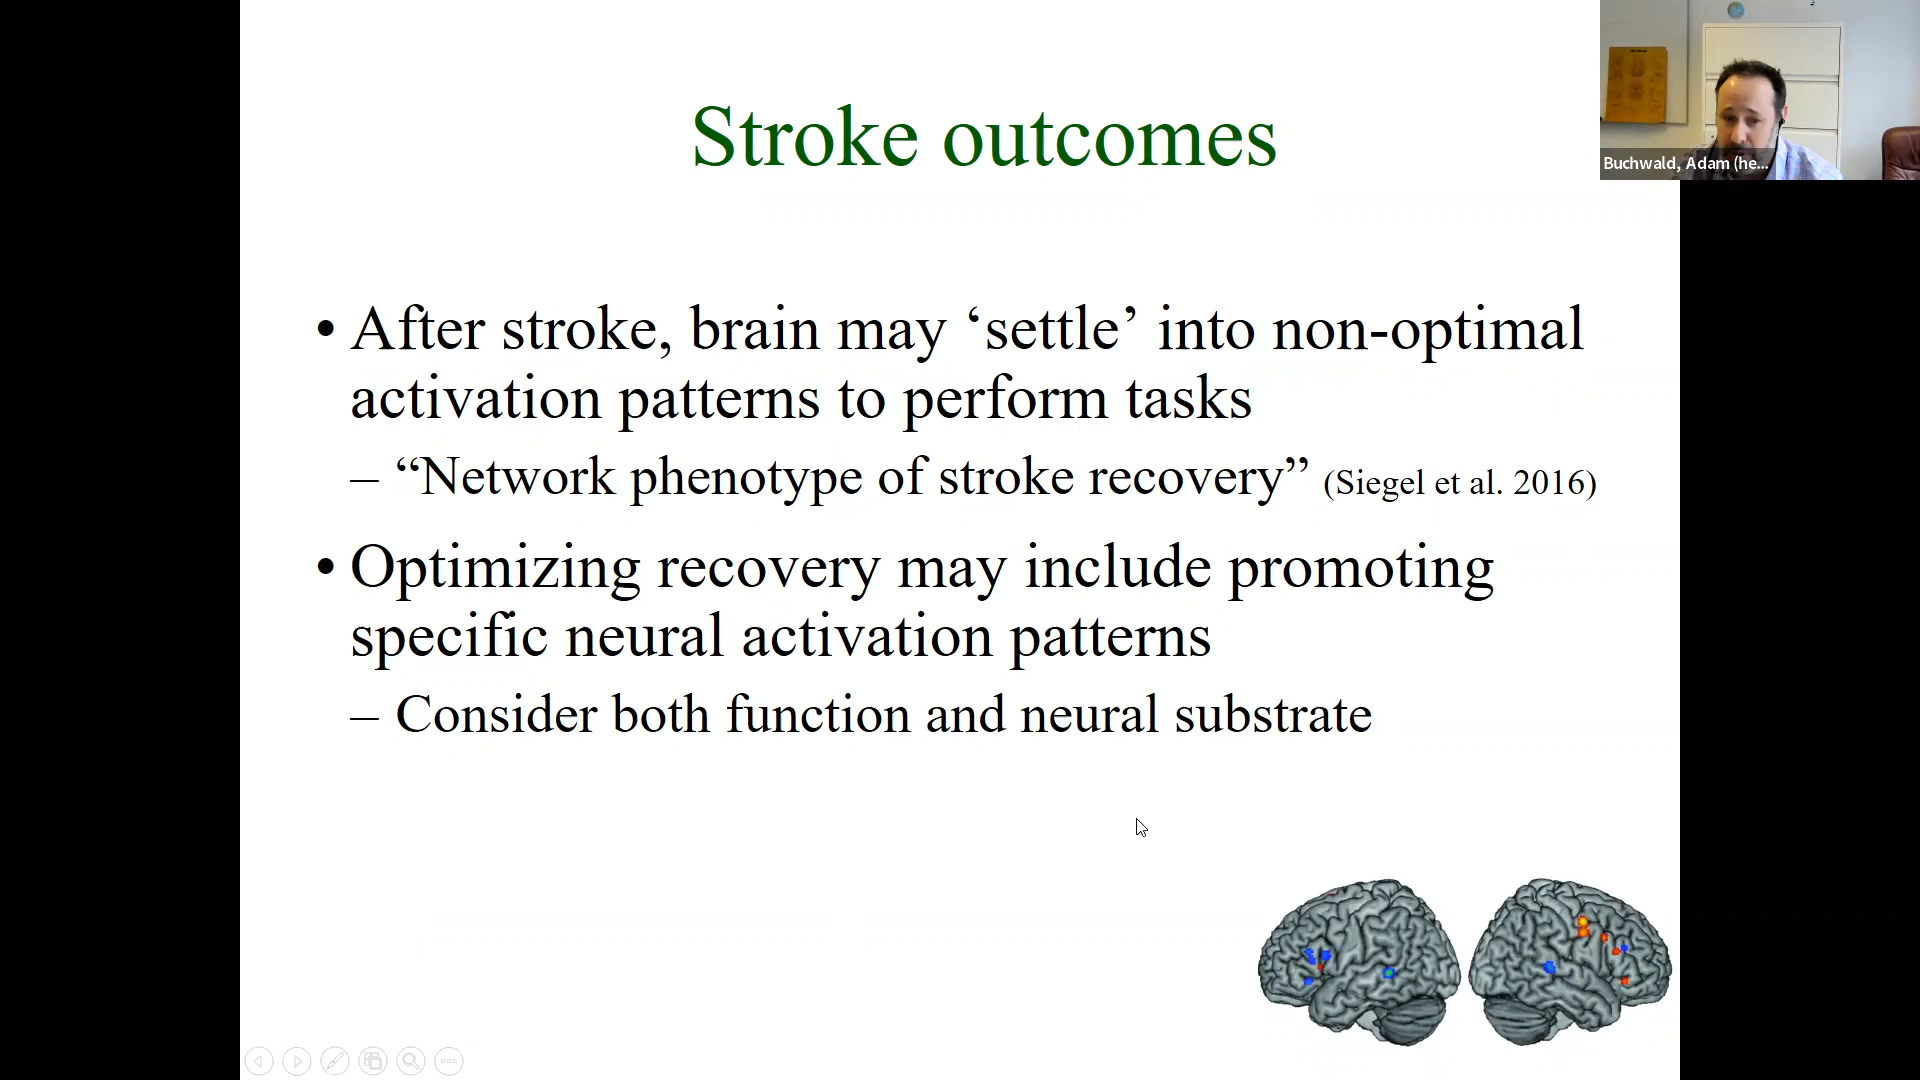 Stroke outcomes
Buchwald, Adam (he...
• After stroke, brain may ‘settle’ into non-optimal
activation patterns to perform tasks
– “Network phenotype of stroke recovery” (Siegel et al. 2016)
• Optimizing recovery may include promoting
specific neural activation patterns
– Consider both function and neural substrate